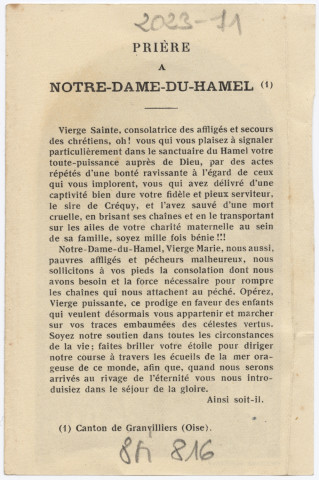 2023-71
PRIÈRE
A
NOTRE-DAME-DU-HAMEL (1)
Vierge Sainte, consolatrice des affligés et secours
des chrétiens, oh! vous qui vous plaisez à signaler
particulièrement dans le sanctuaire du Hamel votre
toute-puissance auprès de Dieu, par des actes
répétés d'une bonté ravissante à l'égard de ceux
qui vous implorent, vous qui avez délivré d'une
captivité bien dure votre fidèle et pieux serviteur,
le sire de Créquy, et l'avez sauvé d'une mort
cruelle, en brisant ses chaines et en le transportant
sur les ailes de votre charité maternelle au sein
de sa famille, soyez mille fois bénie !!!
Notre-Dame-du-Hamel, Vierge Marie, nous aussi,
pauvres affligés et pécheurs malheureux, nous
sollicitons à vos pieds la consolation dont nous
avons besoin et la force nécessaire pour rompre
les chaines qui nous attachent au péché. Opérez,
Vierge puissante, ce prodige en faveur des enfants
qui veulent désormais vous appartenir et marcher
sur vos traces embaumées des célestes vertus.
Soyez notre soutien dans toutes les circonstances
de la vie; faites briller votre étoile pour diriger
notre course à travers les écueils de la mer ora-
geuse de ce monde, afin que, quand nous serons
arrivés au rivage de l'éternité vous nous intro-
duisiez dans le séjour de la gloire.
Ainsi soit-il.
(1) Canton de Granvilliers (Oise).
816